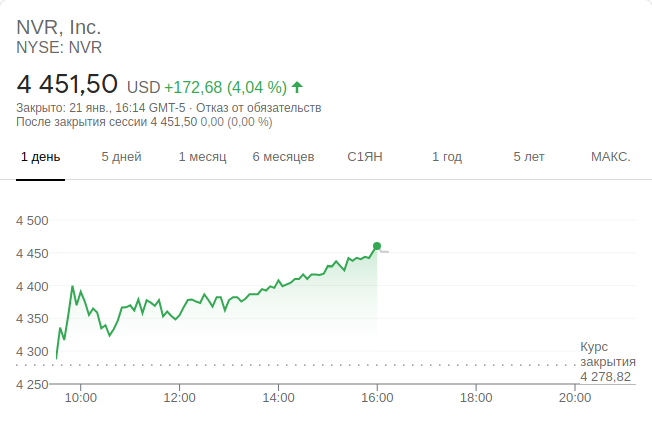 NVR, Inc.
NYSE: NVR
4 451,50 USD +172,68 (4,04 %)
Закрыто: 21 янв., 16:14 GMT-5 · Отказ от обязательств
После закрытия сессии 4 451,50 0,00 (0,00 %)
1 день 5 дней 1 месяц 6 месяцев С1ЯН 1 год 5 лет МАКС.
4 500
4 450
4 400
4 350
4 300
4 250
Курс
закрытия
4 278,82
10:00 12:00 14:00 16:00 18:00 20:00